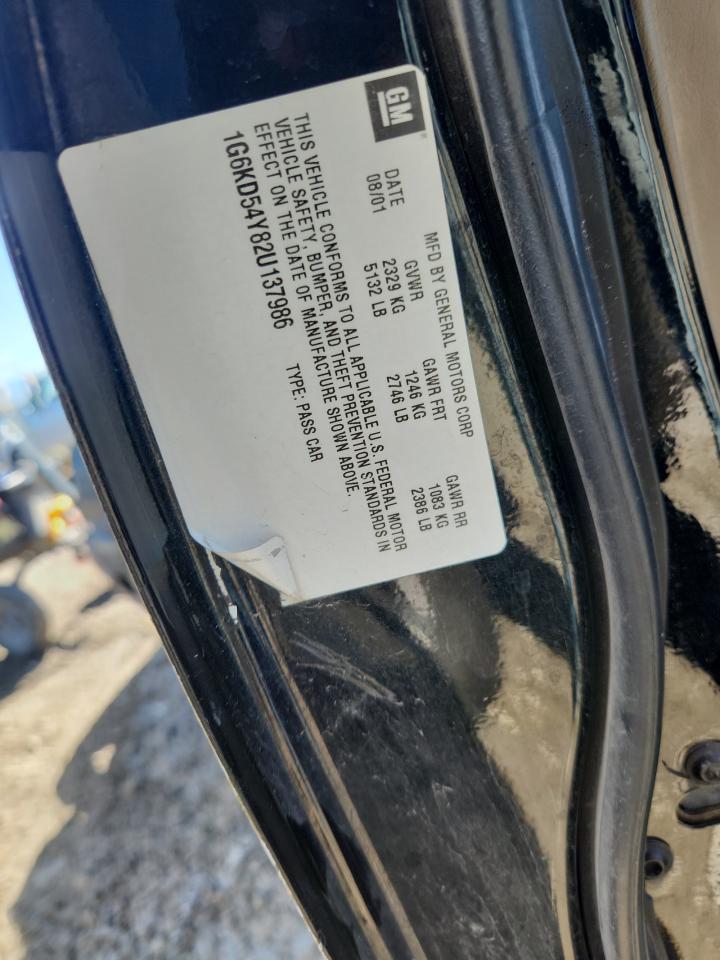 GM
MFD BY GENERAL MOTORS CORP
DATE GVWR GAWR FRT GAWR RR
08/01 2329 KG 1246 KG 1083 KG
5132 LB 2746 LB 2386 LB
THIS VEHICLE CONFORMS TO ALL APPLICABLE U.S. FEDERAL MOTOR
VEHICLE SAFETY, BUMPER, AND THEFT PREVENTION STANDARDS IN
EFFECT ON THE DATE OF MANUFACTURE SHOWN ABOVE.
1G6KD54Y82U137986 TYPE: PASS CAR